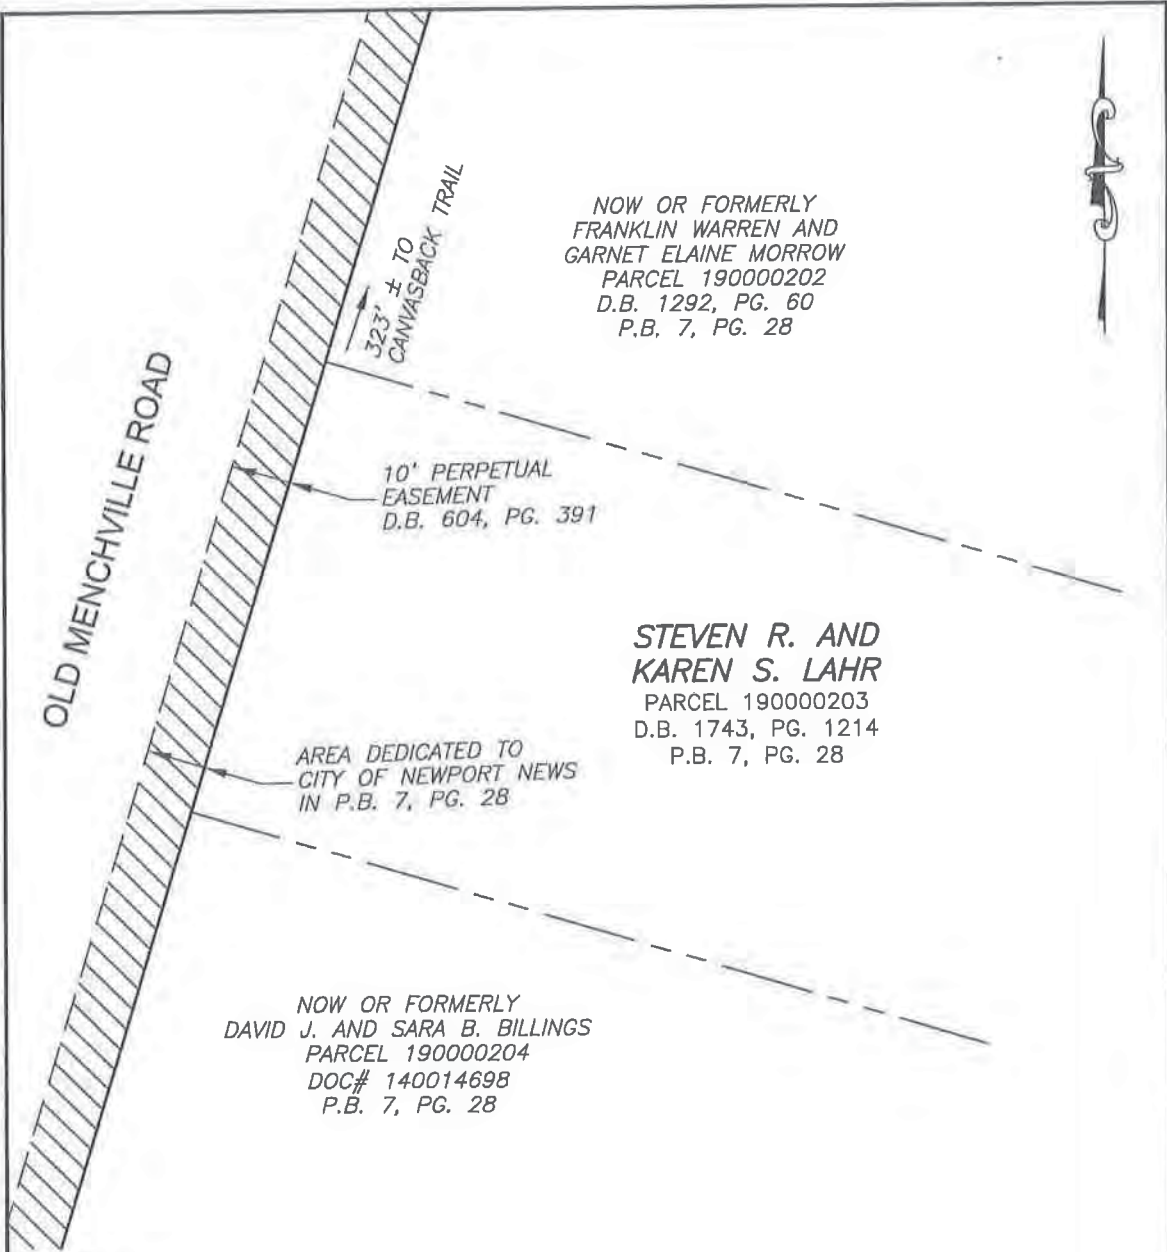 323' ± TO
CANVASBACK TRAIL
NOW OR FORMERLY
FRANKLIN WARREN AND
GARNET ELAINE MORROW
PARCEL 190000202
D.B. 1292, PG. 60
P.B. 7, PG. 28
OLD MENCHVILLE ROAD
10' PERPETUAL
EASEMENT
D.B. 604, PG. 391
STEVEN R. AND
KAREN S. LAHR
PARCEL 190000203
D.B. 1743, PG. 1214
P.B. 7, PG. 28
AREA DEDICATED TO
CITY OF NEWPORT NEWS
IN P.B. 7, PG. 28
NOW OR FORMERLY
DAVID J. AND SARA B. BILLINGS
PARCEL 190000204
DOC# 140014698
P.B. 7, PG. 28